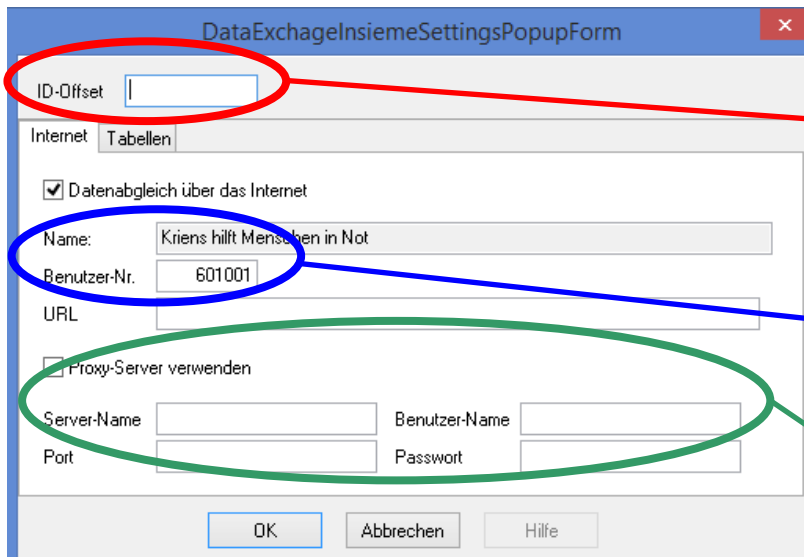 DataExchageInsiemeSettingsPopupForm
ID-Offset
Internet Tabellen
Datenabgleich über das Internet
Name: Kriens hilft Menschen in Not
Benutzer-Nr. 601001
URL
Proxy-Server verwenden
Server-Name Benutzer-Name
Port Passwort
OK Abbrechen Hilfe